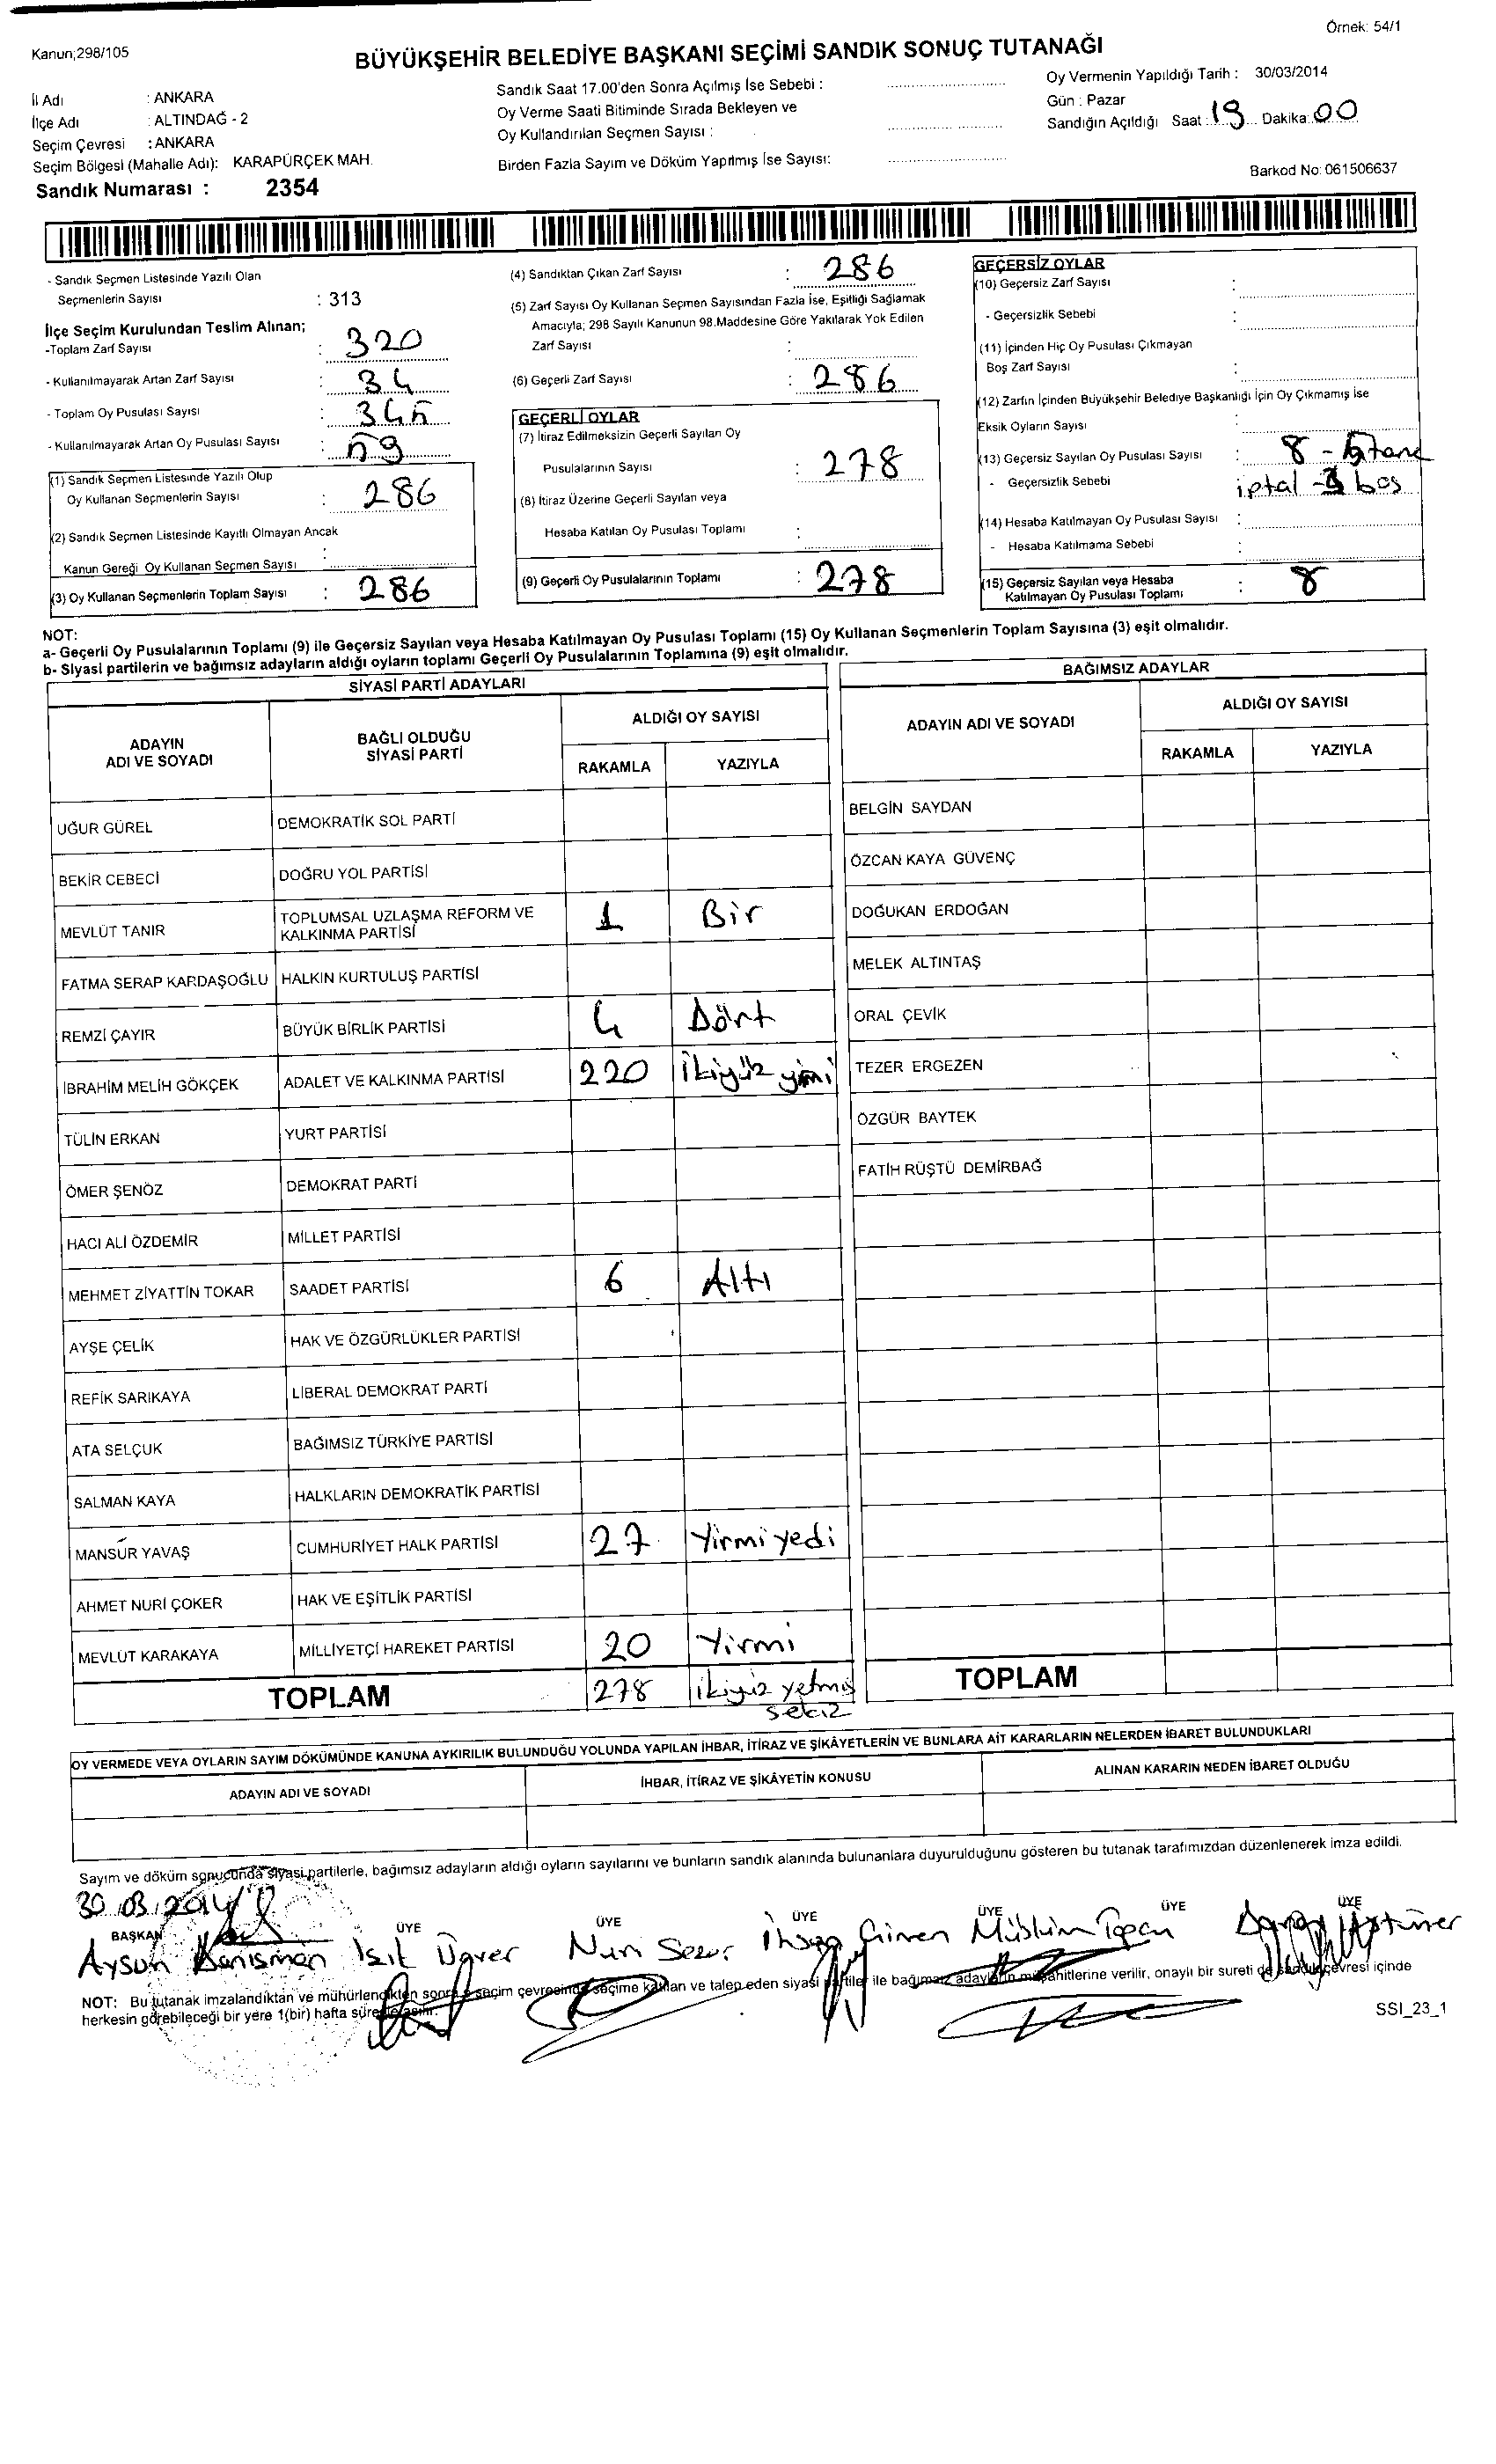 Örnek: 54/1
Kanun;298/105
BÜYÜKŞEHİR BELEDİYE BAŞKANI SEÇİMİ SANDIK SONUÇ TUTANAĞI
İl Adı : ANKARA
İlçe Adı : ALTINDAĞ - 2
Seçim Çevresi : ANKARA
Seçim Bölgesi (Mahalle Adı): KARAPÜRÇEK MAH.
Sandık Numarası : 2354
Sandık Saat 17.00'den Sonra Açılmış İse Sebebi :
Oy Verme Saati Bitiminde Sırada Bekleyen ve
Oy Kullandırılan Seçmen Sayısı :
Birden Fazla Sayım ve Döküm Yapılmış İse Sayısı:
Oy Vermenin Yapıldığı Tarih : 30/03/2014
Gün : Pazar
Sandığın Açıldığı Saat : 19 Dakika: 00
Barkod No: 061506637
- Sandık Seçmen Listesinde Yazılı Olan
Seçmenlerin Sayısı : 313
İlçe Seçim Kurulundan Teslim Alınan;
-Toplam Zarf Sayısı : 320
- Kullanılmayarak Artan Zarf Sayısı : 34
- Toplam Oy Pusulası Sayısı : 345
- Kullanılmayarak Artan Oy Pusulası Sayısı : 59
(1) Sandık Seçmen Listesinde Yazılı Olup
Oy Kullanan Seçmenlerin Sayısı : 286
(2) Sandık Seçmen Listesinde Kayıtlı Olmayan Ancak
Kanun Gereği Oy Kullanan Seçmen Sayısı :
(3) Oy Kullanan Seçmenlerin Toplam Sayısı : 286
(4) Sandıktan Çıkan Zarf Sayısı : 286
(5) Zarf Sayısı Oy Kullanan Seçmen Sayısından Fazla İse, Eşitliği Sağlamak
Amacıyla; 298 Sayılı Kanunun 98.Maddesine Göre Yakılarak Yok Edilen
Zarf Sayısı :
(6) Geçerli Zarf Sayısı : 286
GEÇERLİ OYLAR
(7) İtiraz Edilmeksizin Geçerli Sayılan Oy
Pusulalarının Sayısı : 278
(8) İtiraz Üzerine Geçerli Sayılan veya
Hesaba Katılan Oy Pusulası Toplamı :
(9) Geçerli Oy Pusulalarının Toplamı : 278
GEÇERSİZ OYLAR
(10) Geçersiz Zarf Sayısı :
- Geçersizlik Sebebi :
(11) İçinden Hiç Oy Pusulası Çıkmayan
Boş Zarf Sayısı :
(12) Zarfın İçinden Büyükşehir Belediye Başkanlığı İçin Oy Çıkmamış İse
Eksik Oyların Sayısı
(13) Geçersiz Sayılan Oy Pusulası Sayısı : 8 -
- Geçersizlik Sebebi iptal boş
(14) Hesaba Katılmayan Oy Pusulası Sayısı :
- Hesaba Katılmama Sebebi :
(15) Geçersiz Sayılan veya Hesaba
Katılmayan Oy Pusulası Toplamı : 8
NOT:
a- Geçerli Oy Pusulalarının Toplamı (9) ile Geçersiz Sayılan veya Hesaba Katılmayan Oy Pusulası Toplamı (15) Oy Kullanan Seçmenlerin Toplam Sayısına (3) eşit olmalıdır.
b- Siyasi partilerin ve bağımsız adayların aldığı oyların toplamı Geçerli Oy Pusulalarının Toplamına (9) eşit olmalıdır.
SİYASİ PARTİ ADAYLARI
ADAYIN ADI VE SOYADI BAĞLI OLDUĞU SİYASİ PARTİ ALDIĞI OY SAYISI
RAKAMLA YAZIYLA
UĞUR GÜREL DEMOKRATİK SOL PARTİ
BEKİR CEBECİ DOĞRU YOL PARTİSİ
MEVLÜT TANIR TOPLUMSAL UZLAŞMA REFORM VE KALKINMA PARTİSİ 1 Bir
FATMA SERAP KARDAŞOĞLU HALKIN KURTULUŞ PARTİSİ
REMZİ ÇAYIR BÜYÜK BİRLİK PARTİSİ 4 Dört
İBRAHİM MELİH GÖKÇEK ADALET VE KALKINMA PARTİSİ 220 İkiyüz yirmi
TÜLİN ERKAN YURT PARTİSİ
ÖMER ŞENÖZ DEMOKRAT PARTİ
HACI ALİ ÖZDEMİR MİLLET PARTİSİ
MEHMET ZİYATTİN TOKAR SAADET PARTİSİ 6 Altı
AYŞE ÇELİK HAK VE ÖZGÜRLÜKLER PARTİSİ
REFİK SARIKAYA LİBERAL DEMOKRAT PARTİ
ATA SELÇUK BAĞIMSIZ TÜRKİYE PARTİSİ
SALMAN KAYA HALKLARIN DEMOKRATİK PARTİSİ
MANSUR YAVAŞ CUMHURİYET HALK PARTİSİ 27 Yirmi yedi
AHMET NURİ ÇOKER HAK VE EŞİTLİK PARTİSİ
MEVLÜT KARAKAYA MİLLİYETÇİ HAREKET PARTİSİ 20 Yirmi
TOPLAM 278 ikiyüz yetmiş
sekiz
BAĞIMSIZ ADAYLAR
ADAYIN ADI VE SOYADI ALDIĞI OY SAYISI
RAKAMLA YAZIYLA
BELGİN SAYDAN
ÖZCAN KAYA GÜVENÇ
DOĞUKAN ERDOĞAN
MELEK ALTINTAŞ
ORAL ÇEVİK
TEZER ERGEZEN
ÖZGÜR BAYTEK
FATİH RÜŞTÜ DEMİRBAĞ
TOPLAM
OY VERMEDE VEYA OYLARIN SAYIM DÖKÜMÜNDE KANUNA AYKIRILIK BULUNDUĞU YOLUNDA YAPILAN İHBAR, İTİRAZ VE ŞİKÂYETLERİN VE BUNLARA AİT KARARLARIN NELERDEN İBARET BULUNDUKLARI
ADAYIN ADI VE SOYADI İHBAR, İTİRAZ VE ŞİKÂYETİN KONUSU ALINAN KARARIN NEDEN İBARET OLDUĞU
Sayım ve döküm sonucunda siyasi partilerle, bağımsız adayların aldığı oyların sayılarını ve bunların sandık alanında bulunanlara duyurulduğunu gösteren bu tutanak tarafımızdan düzenlenerek imza edildi.
30.03.2014
BAŞKAN ÜYE ÜYE ÜYE ÜYE ÜYE ÜYE
Aysun Danışman Işıl Nuri İhsan Müslüm
NOT: Bu tutanak imzalandıktan ve mühürlendikten sonra seçim çevresinde seçime katılan ve talep eden siyasi partiler ile bağımsız adayların müşahitlerine verilir, onaylı bir sureti de sandık çevresi içinde
herkesin görebileceği bir yere 1(bir) hafta süreyle asılır.
SSI_23_1